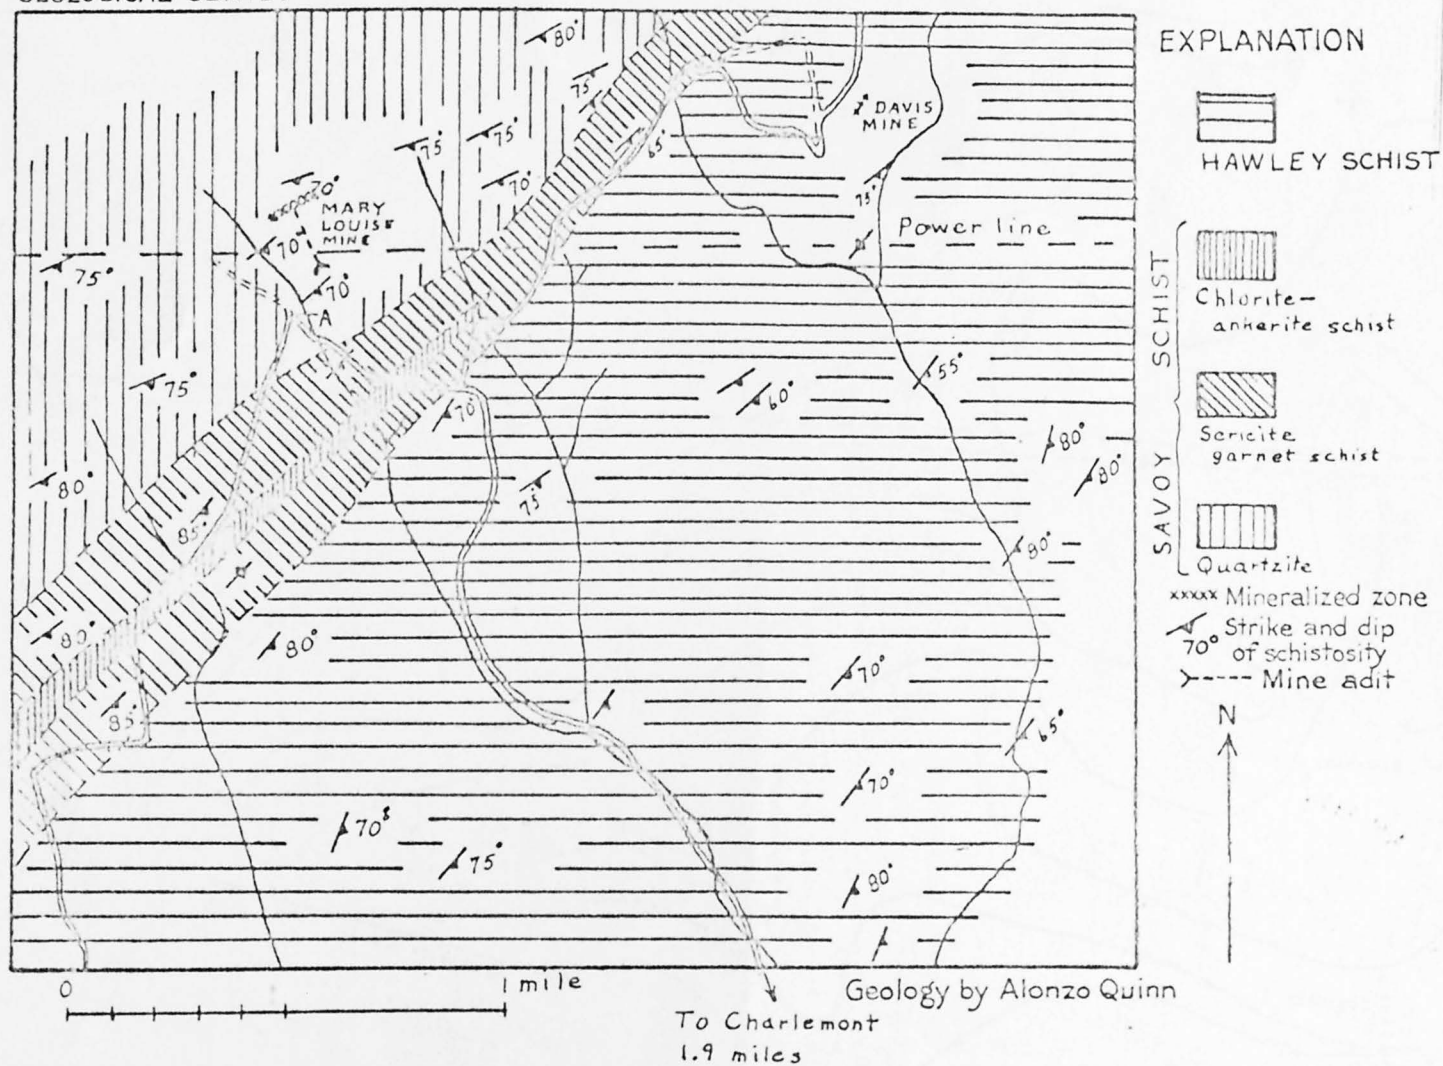 80°
75°
65°
DAVIS
MINE
75°
75°
70°
70°
MARY
LOUISE
MINE
70°
70°
A
75°
75°
Power line
75°
55°
60°
80°
80°
70
75°
80°
85°
80°
80°
80°
70°
85°
65°
70°
70°
75°
80°
0
1 mile
Geology by Alonzo Quinn
To Charlemont
1.9 miles
EXPLANATION
HAWLEY SCHIST
SAVOY SCHIST
Chlorite-
ankerite schist
Sericite
garnet schist
Quartzite
xxxxx Mineralized zone
Strike and dip
70° of schistosity
Mine adit
N